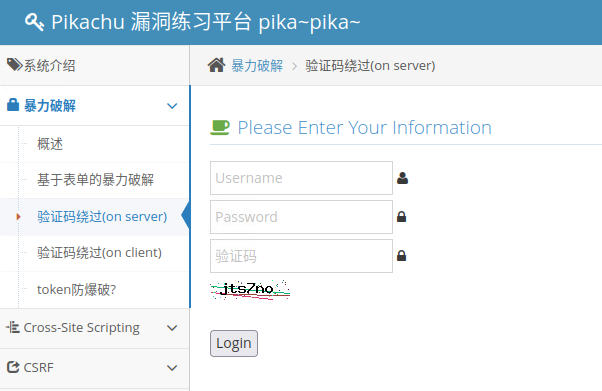 Pikachu 漏洞练习平台 pika~pika~
系统介绍
暴力破解
概述
基于表单的暴力破解
验证码绕过(on server)
验证码绕过(on client)
token防爆破?
Cross-Site Scripting
CSRF
暴力破解 > 验证码绕过(on server)
Please Enter Your Information
Username
Password
验证码
jts7no
Login